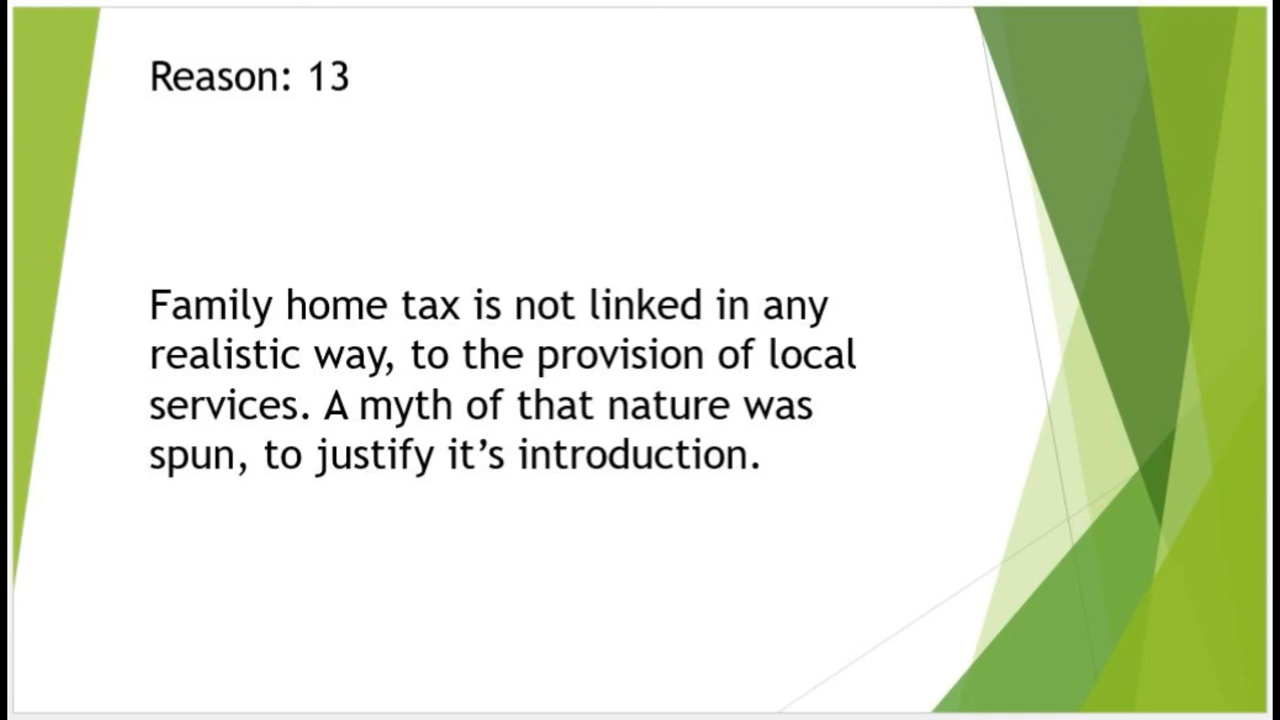 Reason: 13
Family home tax is not linked in any
realistic way, to the provision of local
services. A myth of that nature was
spun, to justify it’s introduction.